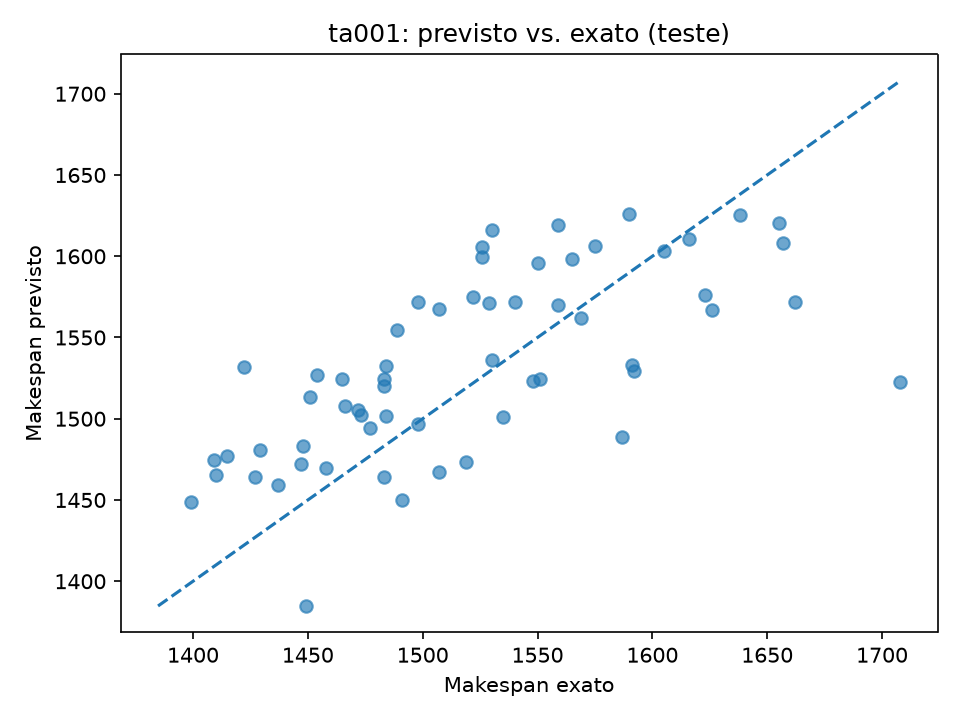 ta001: previsto vs. exato (teste)
Makespan previsto
1700
1650
1600
1550
1500
1450
1400
1400 1450 1500 1550 1600 1650 1700
Makespan exato